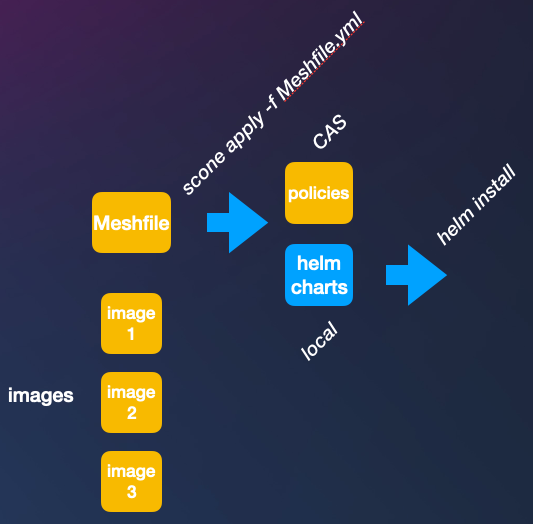 scone apply -f Meshfile.yml
CAS
Meshfile
policies
helm install
helm
charts
local
images
image
1
image
2
image
3